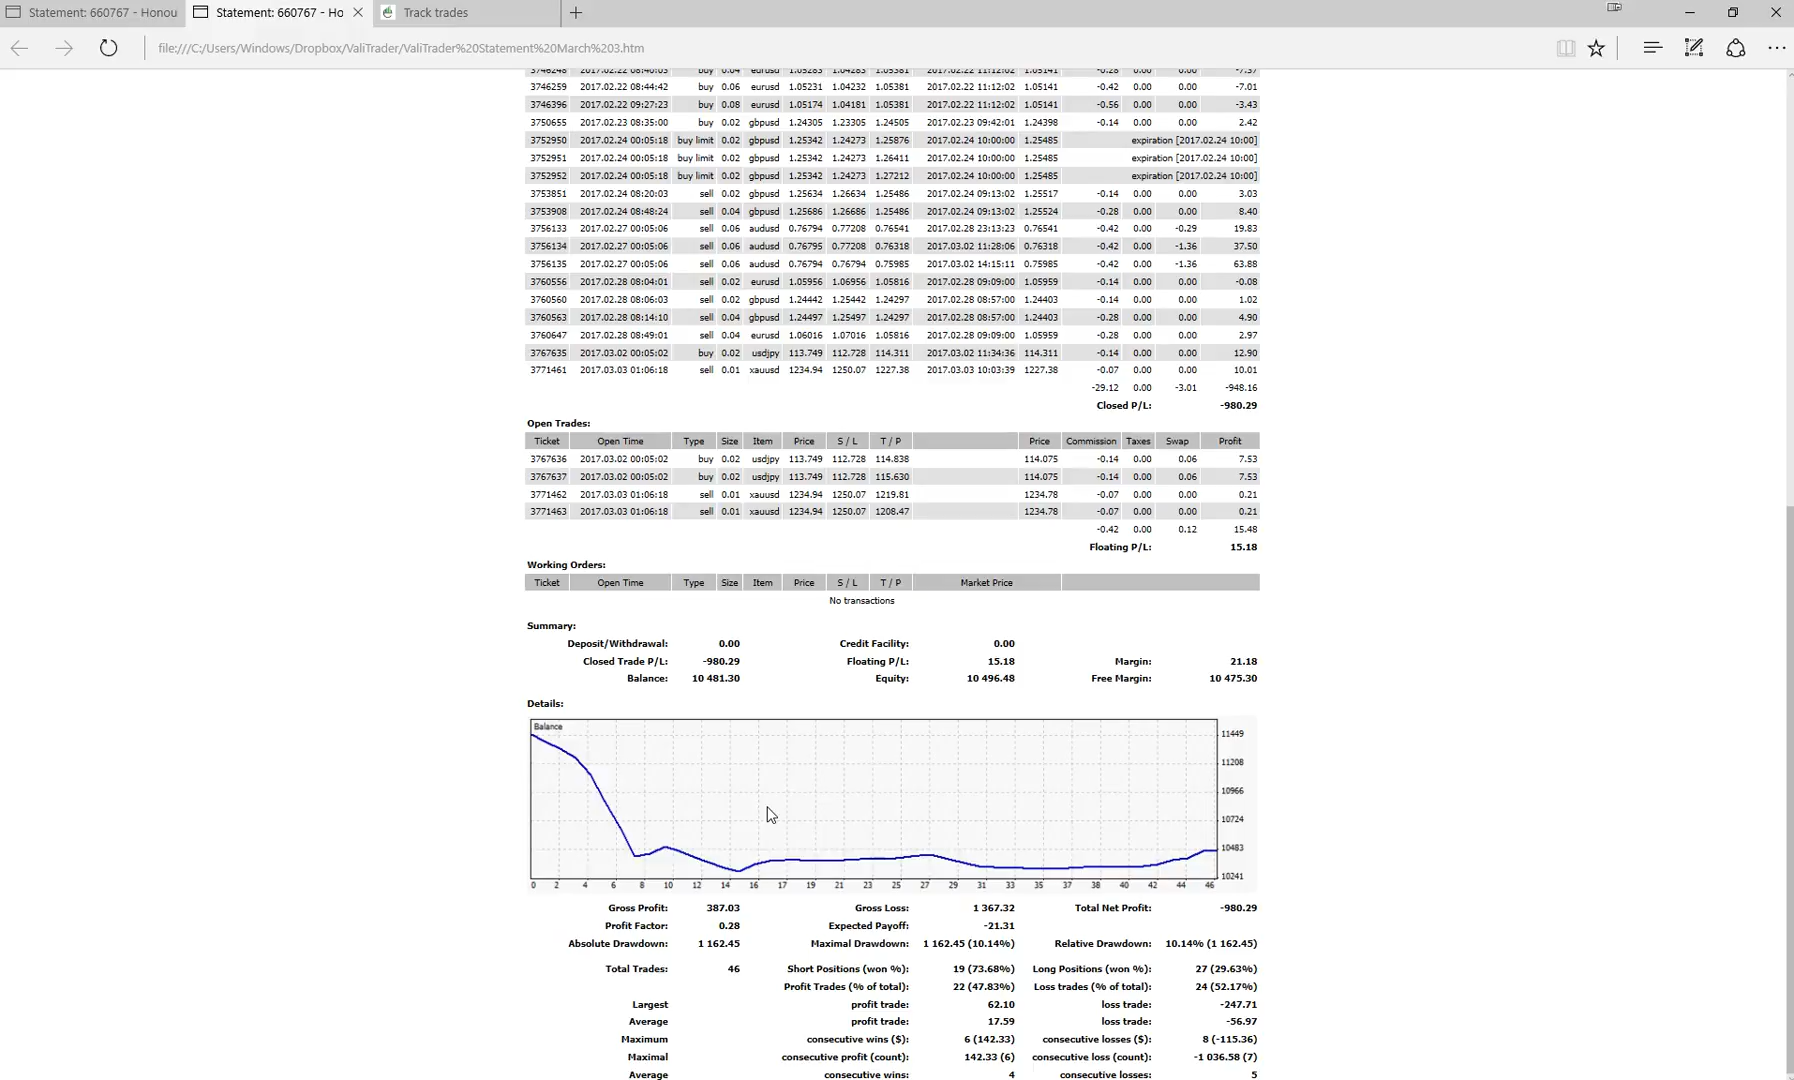 Statement: 660767 - Honou
Statement: 660767 - Ho
Track trades
file:///C:/Users/Windows/Dropbox/ValiTrader/ValiTrader%20Statement%20March%203.htm
3746248 2017.02.22 08:40:03 buy 0.04 eurusd 1.05283 1.04283 1.05381 2017.02.22 11:12:02 1.05141 -0.28 0.00 0.00 -7.37
3746259 2017.02.22 08:44:42 buy 0.06 eurusd 1.05231 1.04232 1.05381 2017.02.22 11:12:02 1.05141 -0.42 0.00 0.00 -7.01
3746396 2017.02.22 09:27:23 buy 0.08 eurusd 1.05174 1.04181 1.05381 2017.02.22 11:12:02 1.05141 -0.56 0.00 0.00 -3.43
3750655 2017.02.23 08:35:00 buy 0.02 gbpusd 1.24305 1.23305 1.24505 2017.02.23 09:42:01 1.24398 -0.14 0.00 0.00 2.42
3752950 2017.02.24 00:05:18 buy limit 0.02 gbpusd 1.25342 1.24273 1.25876 2017.02.24 10:00:00 1.25485 expiration [2017.02.24 10:00]
3752951 2017.02.24 00:05:18 buy limit 0.02 gbpusd 1.25342 1.24273 1.26411 2017.02.24 10:00:00 1.25485 expiration [2017.02.24 10:00]
3752952 2017.02.24 00:05:18 buy limit 0.02 gbpusd 1.25342 1.24273 1.27212 2017.02.24 10:00:00 1.25485 expiration [2017.02.24 10:00]
3753851 2017.02.24 08:20:03 sell 0.02 gbpusd 1.25634 1.26634 1.25486 2017.02.24 09:13:02 1.25517 -0.14 0.00 0.00 3.03
3753908 2017.02.24 08:48:24 sell 0.04 gbpusd 1.25686 1.26686 1.25486 2017.02.24 09:13:02 1.25524 -0.28 0.00 0.00 8.40
3756133 2017.02.27 00:05:06 sell 0.06 audusd 0.76794 0.77208 0.76541 2017.02.28 23:13:23 0.76541 -0.42 0.00 -0.29 19.83
3756134 2017.02.27 00:05:06 sell 0.06 audusd 0.76795 0.77208 0.76318 2017.03.02 11:28:06 0.76318 -0.42 0.00 -1.36 37.50
3756135 2017.02.27 00:05:06 sell 0.06 audusd 0.76794 0.76794 0.75985 2017.03.02 14:15:11 0.75985 -0.42 0.00 -1.36 63.88
3760556 2017.02.28 08:04:01 sell 0.02 eurusd 1.05956 1.06956 1.05816 2017.02.28 09:09:00 1.05959 -0.14 0.00 0.00 -0.08
3760560 2017.02.28 08:06:03 sell 0.02 gbpusd 1.24442 1.25442 1.24297 2017.02.28 08:57:00 1.24403 -0.14 0.00 0.00 1.02
3760563 2017.02.28 08:14:10 sell 0.04 gbpusd 1.24497 1.25497 1.24297 2017.02.28 08:57:00 1.24403 -0.28 0.00 0.00 4.90
3760647 2017.02.28 08:49:01 sell 0.04 eurusd 1.06016 1.07016 1.05816 2017.02.28 09:09:00 1.05959 -0.28 0.00 0.00 2.97
3767635 2017.03.02 00:05:02 buy 0.02 usdjpy 113.749 112.728 114.311 2017.03.02 11:34:36 114.311 -0.14 0.00 0.00 12.90
3771461 2017.03.03 01:06:18 sell 0.01 xauusd 1234.94 1250.07 1227.38 2017.03.03 10:03:39 1227.38 -0.07 0.00 0.00 10.01
-29.12 0.00 -3.01 -948.16
Closed P/L: -980.29
Open Trades:
Ticket Open Time Type Size Item Price S / L T / P Price Commission Taxes Swap Profit
3767636 2017.03.02 00:05:02 buy 0.02 usdjpy 113.749 112.728 114.838 114.075 -0.14 0.00 0.06 7.53
3767637 2017.03.02 00:05:02 buy 0.02 usdjpy 113.749 112.728 115.630 114.075 -0.14 0.00 0.06 7.53
3771462 2017.03.03 01:06:18 sell 0.01 xauusd 1234.94 1250.07 1219.81 1234.78 -0.07 0.00 0.00 0.21
3771463 2017.03.03 01:06:18 sell 0.01 xauusd 1234.94 1250.07 1208.47 1234.78 -0.07 0.00 0.00 0.21
-0.42 0.00 0.12 15.48
Floating P/L: 15.18
Working Orders:
Ticket Open Time Type Size Item Price S / L T / P Market Price
No transactions
Summary:
Deposit/Withdrawal: 0.00 Credit Facility: 0.00
Closed Trade P/L: -980.29 Floating P/L: 15.18 Margin: 21.18
Balance: 10 481.30 Equity: 10 496.48 Free Margin: 10 475.30
Details:
Balance
11449
11208
10966
10724
10483
10241
0 2 4 6 8 10 12 14 16 17 19 21 23 25 27 29 31 33 35 37 38 40 42 44 46
Gross Profit: 387.03 Gross Loss: 1 367.32 Total Net Profit: -980.29
Profit Factor: 0.28 Expected Payoff: -21.31
Absolute Drawdown: 1 162.45 Maximal Drawdown: 1 162.45 (10.14%) Relative Drawdown: 10.14% (1 162.45)
Total Trades: 46 Short Positions (won %): 19 (73.68%) Long Positions (won %): 27 (29.63%)
Profit Trades (% of total): 22 (47.83%) Loss trades (% of total): 24 (52.17%)
Largest profit trade: 62.10 loss trade: -247.71
Average profit trade: 17.59 loss trade: -56.97
Maximum consecutive wins ($): 6 (142.33) consecutive losses ($): 8 (-115.36)
Maximal consecutive profit (count): 142.33 (6) consecutive loss (count): -1 036.58 (7)
Average consecutive wins: 4 consecutive losses: 5